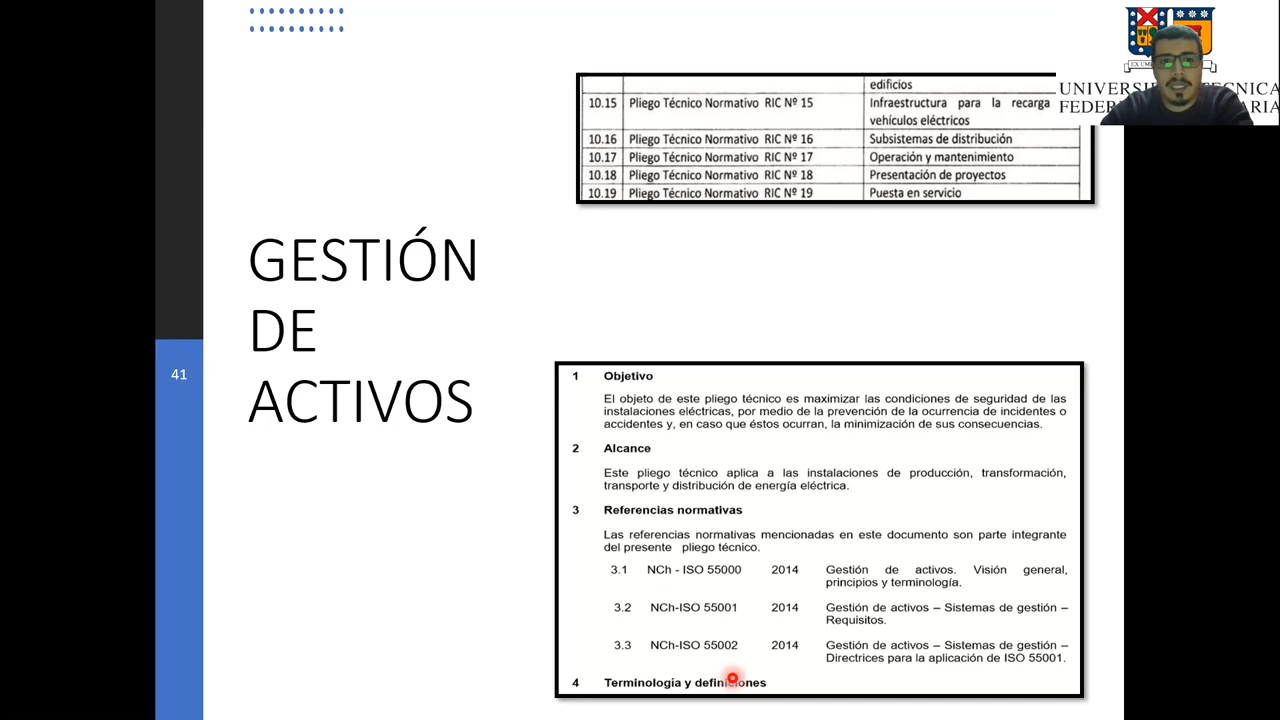 edificios
10.15 Pliego Técnico Normativo RIC Nº 15 Infraestructura para la recarga
vehículos eléctricos
10.16 Pliego Técnico Normativo RIC Nº 16 Subsistemas de distribución
10.17 Pliego Técnico Normativo RIC Nº 17 Operación y mantenimiento
10.18 Pliego Técnico Normativo RIC Nº 18 Presentación de proyectos
10.19 Pliego Técnico Normativo RIC Nº 19 Puesta en servicio
GESTIÓN
DE
ACTIVOS
41
1 Objetivo
El objeto de este pliego técnico es maximizar las condiciones de seguridad de las
instalaciones eléctricas, por medio de la prevención de la ocurrencia de incidentes o
accidentes y, en caso que éstos ocurran, la minimización de sus consecuencias.
2 Alcance
Este pliego técnico aplica a las instalaciones de producción, transformación,
transporte y distribución de energía eléctrica.
3 Referencias normativas
Las referencias normativas mencionadas en este documento son parte integrante
del presente pliego técnico.
3.1 NCh - ISO 55000 2014 Gestión de activos. Visión general,
principios y terminología.
3.2 NCh-ISO 55001 2014 Gestión de activos – Sistemas de gestión –
Requisitos.
3.3 NCh-ISO 55002 2014 Gestión de activos – Sistemas de gestión –
Directrices para la aplicación de ISO 55001.
4 Terminología y definiciones